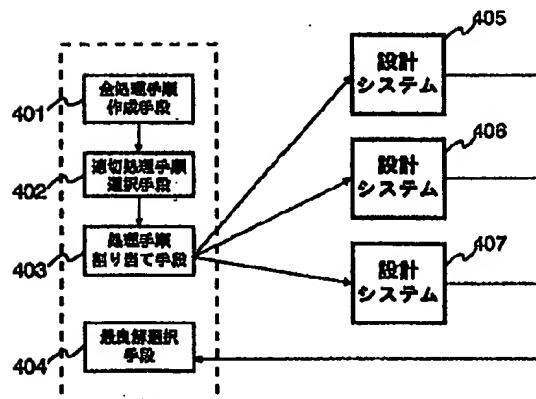 401
全処理手順
作成手段
402
適切処理手順
選択手段
403
処理手順
割り当て手段
404
最良解選択
手段
405
設計
システム
406
設計
システム
407
設計
システム